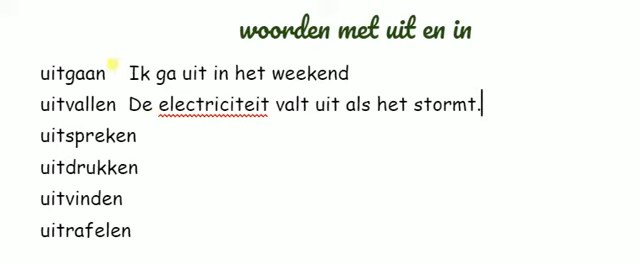 woorden met uit en in
uitgaan Ik ga uit in het weekend
uitvallen De electriciteit valt uit als het stormt.
uitspreken
uitdrukken
uitvinden
uitrafelen